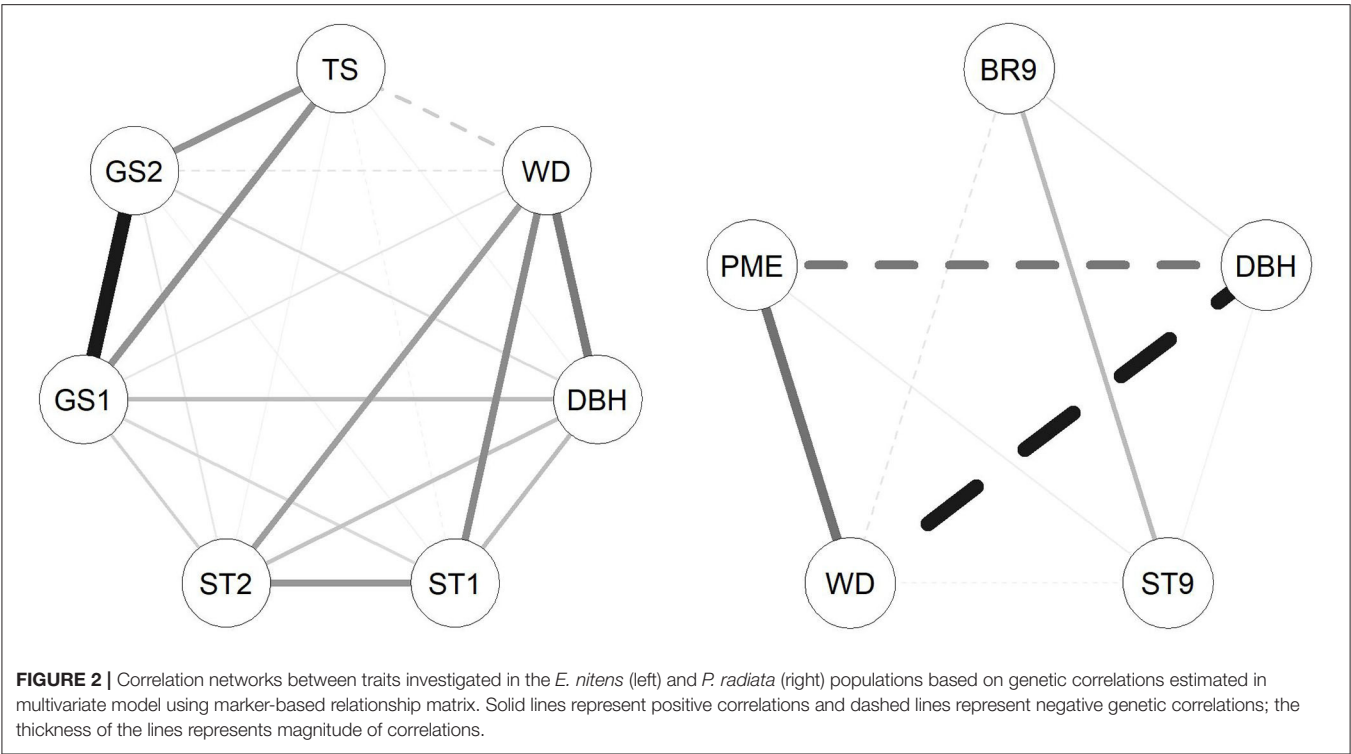 TS
BR9
GS2
WD
PME
DBH
GS1
DBH
ST2
ST1
WD
ST9
FIGURE 2 | Correlation networks between traits investigated in the E. nitens (left) and P. radiata (right) populations based on genetic correlations estimated in
multivariate model using marker-based relationship matrix. Solid lines represent positive correlations and dashed lines represent negative genetic correlations; the
thickness of the lines represents magnitude of correlations.